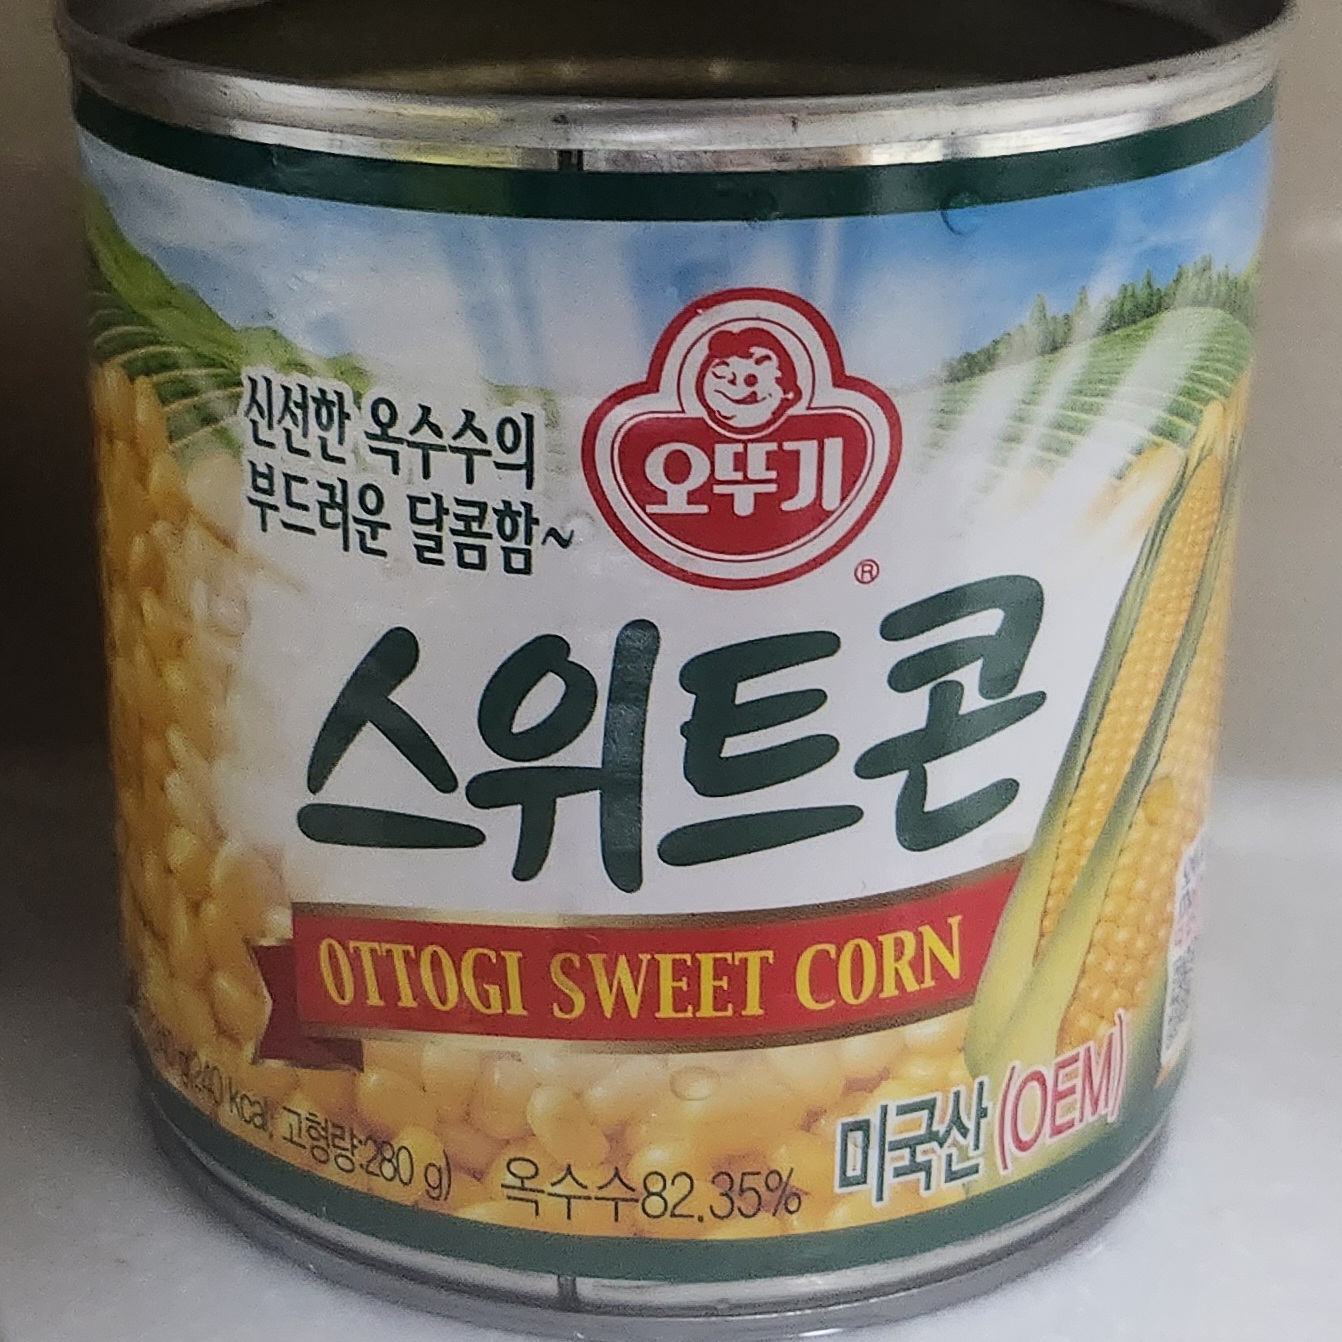 신선한 옥수수의
부드러운 달콤함~
오뚜기
®
스위트콘
OTTOGI SWEET CORN
kcal, 고형량:280 g)
옥수수82.35%
미국산(OEM)